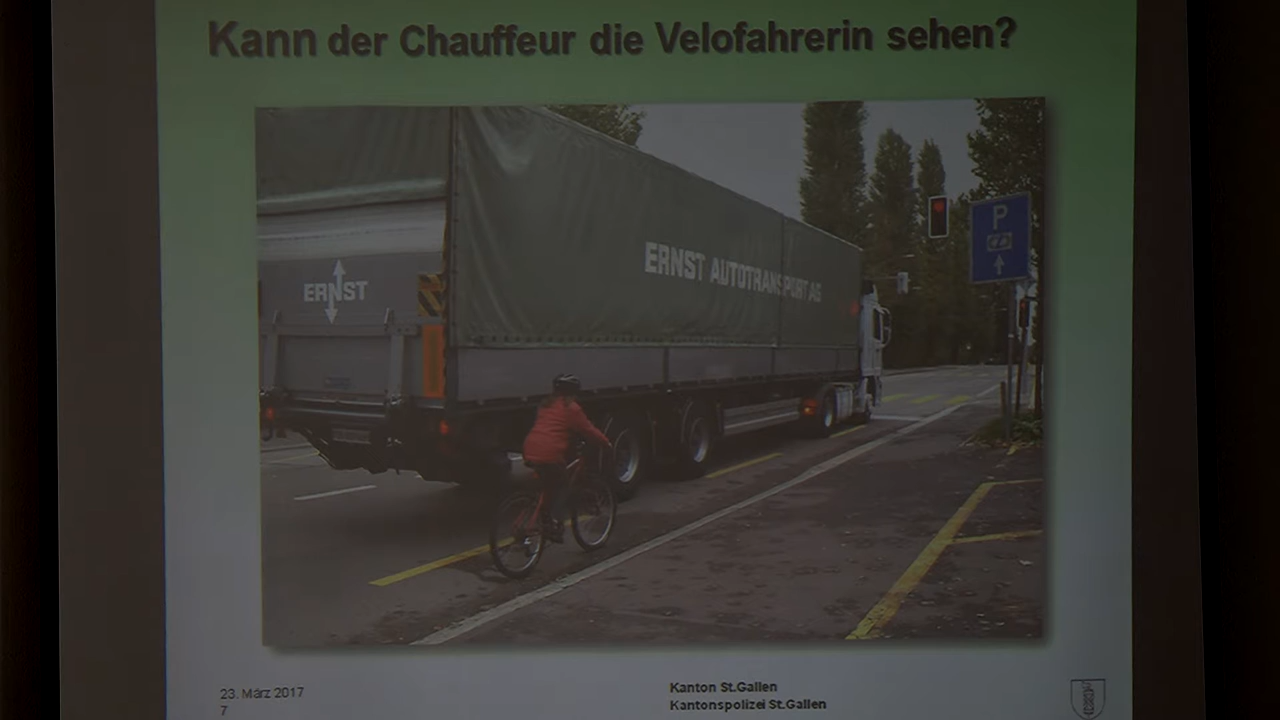 Kann der Chauffeur die Velofahrerin sehen?
ERNST AUTOTRANSPORT AG
P
ERNST
23. März 2017
7
Kanton St.Gallen
Kantonspolizei St.Gallen